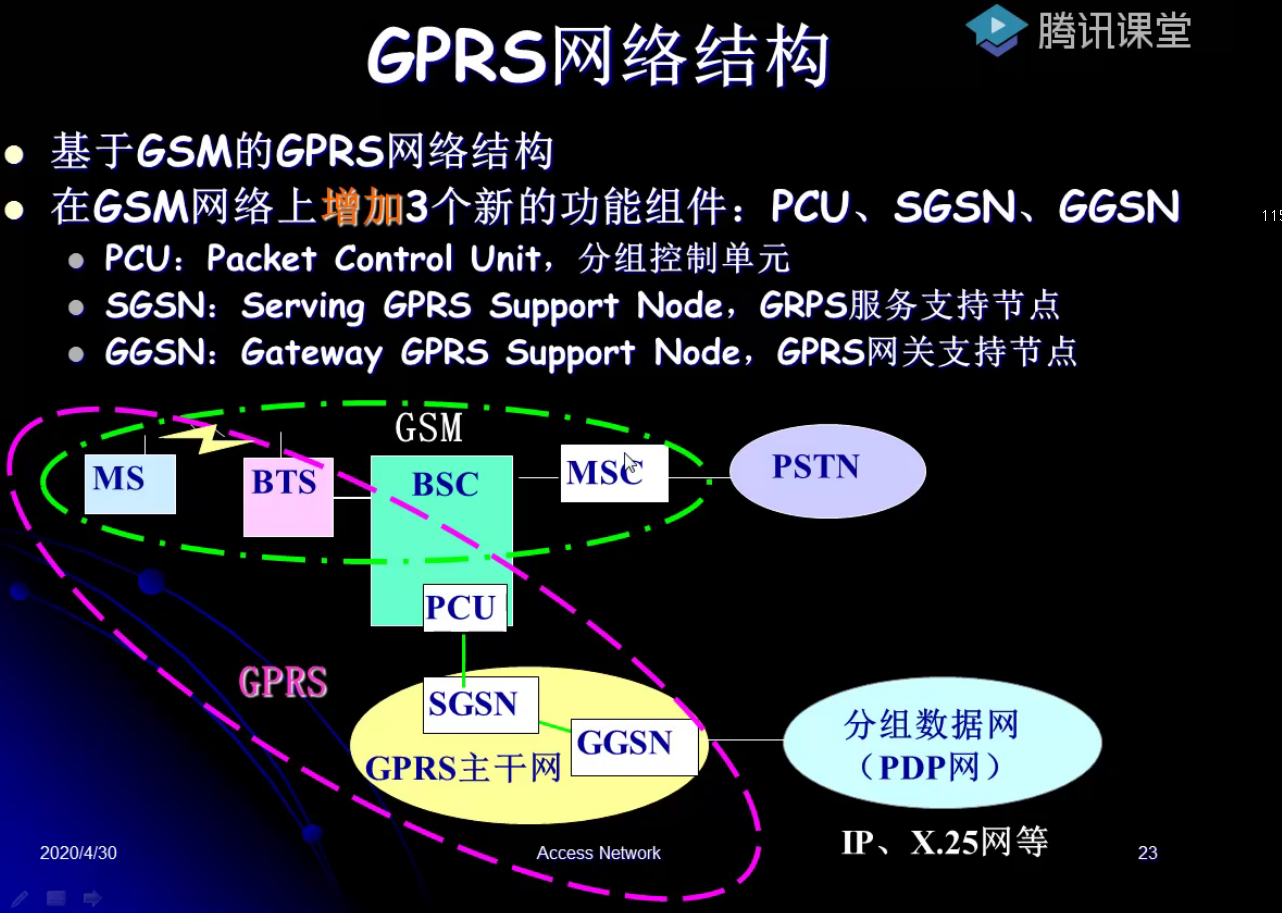 GPRS网络结构
腾讯课堂
基于GSM的GPRS网络结构
在GSM网络上增加3个新的功能组件：PCU、SGSN、GGSN
PCU：Packet Control Unit，分组控制单元
SGSN：Serving GPRS Support Node，GRPS服务支持节点
GGSN：Gateway GPRS Support Node，GPRS网关支持节点
GSM
MS
BTS
BSC
MSC
PSTN
PCU
GPRS
SGSN
GGSN
GPRS主干网
分组数据网
（PDP网）
IP、X.25网等
2020/4/30
Access Network
23